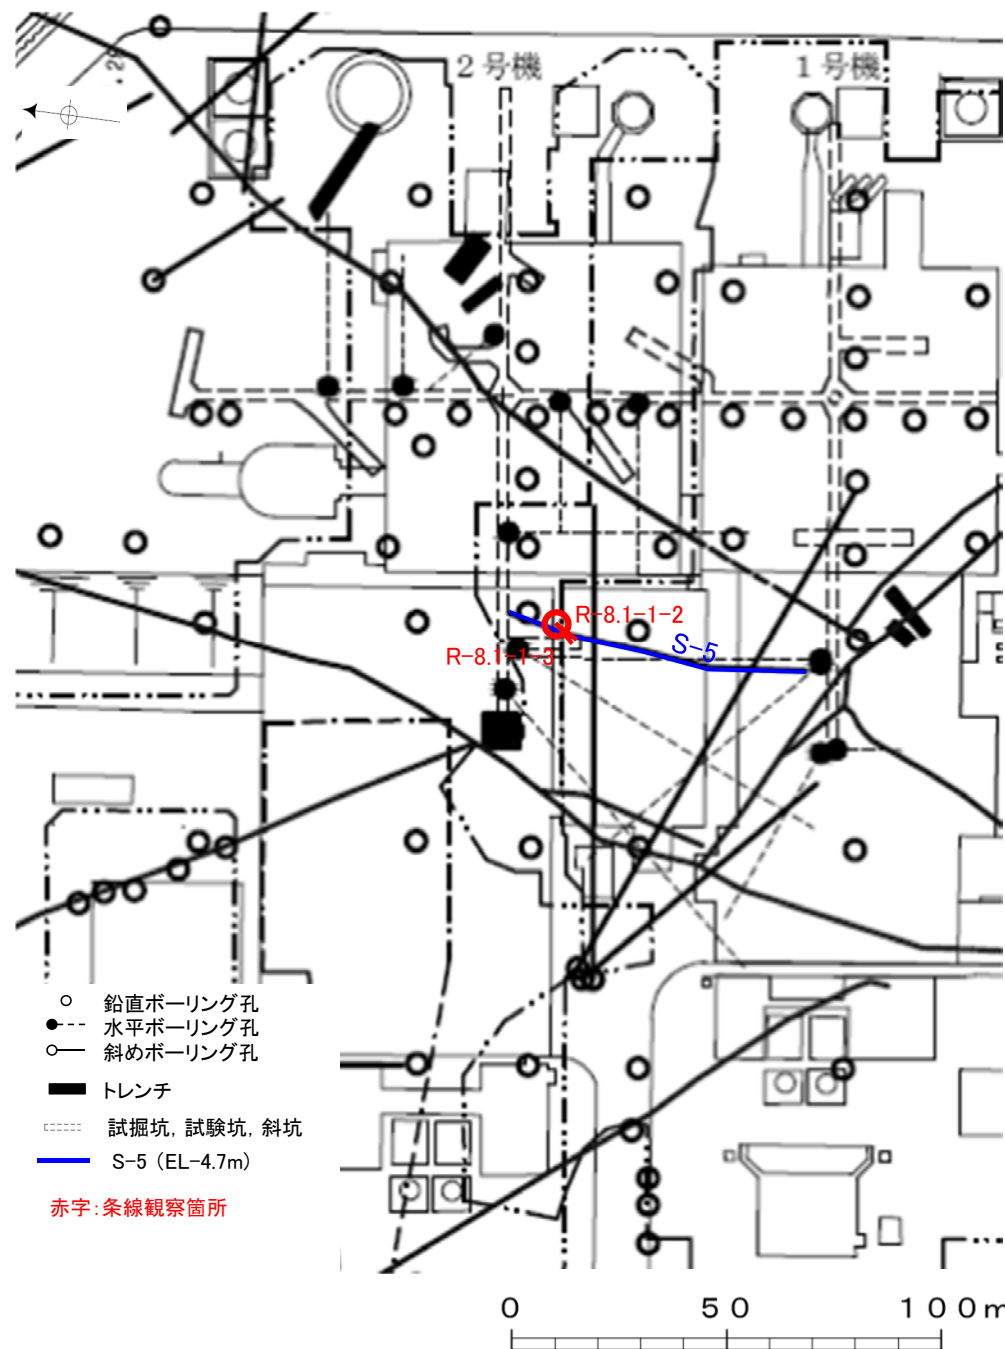 2号機
1号機
R-8.1-1-2
R-8.1-1-3
S-5
鉛直ボーリング孔
水平ボーリング孔
斜めボーリング孔
トレンチ
試掘坑, 試験坑, 斜坑
S-5 (EL-4.7m)
赤字:条線観察箇所
0 50 100m